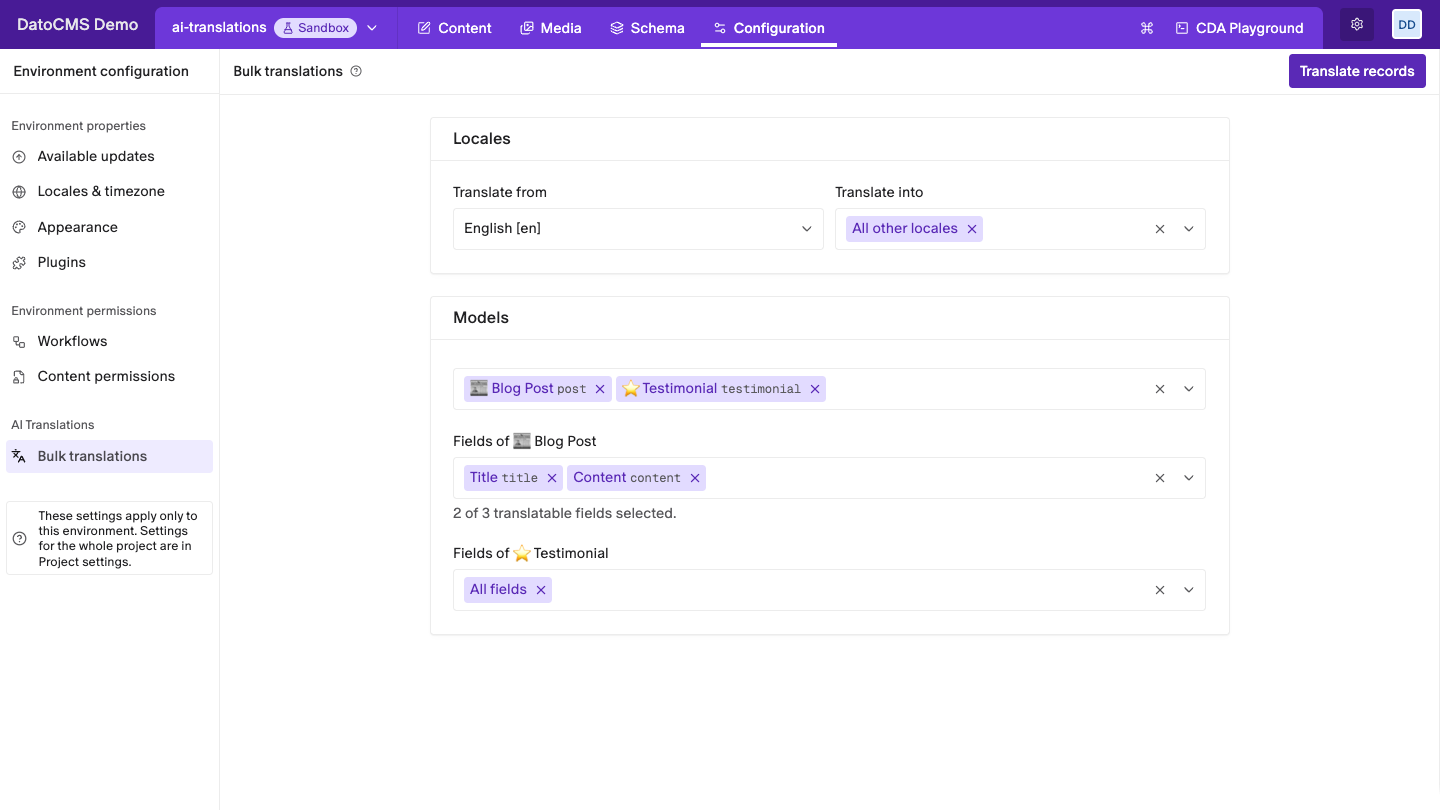 DatoCMS Demo
ai-translations
Sandbox
Content
Media
Schema
Configuration
CDA Playground
DD
Environment configuration
Bulk translations
Translate records
Environment properties
Available updates
Locales & timezone
Appearance
Plugins
Environment permissions
Workflows
Content permissions
AI Translations
Bulk translations
These settings apply only to
this environment. Settings
for the whole project are in
Project settings.
Locales
Translate from
English [en]
Translate into
All other locales
Models
Blog Post post
Testimonial testimonial
Fields of Blog Post
Title title
Content content
2 of 3 translatable fields selected.
Fields of Testimonial
All fields